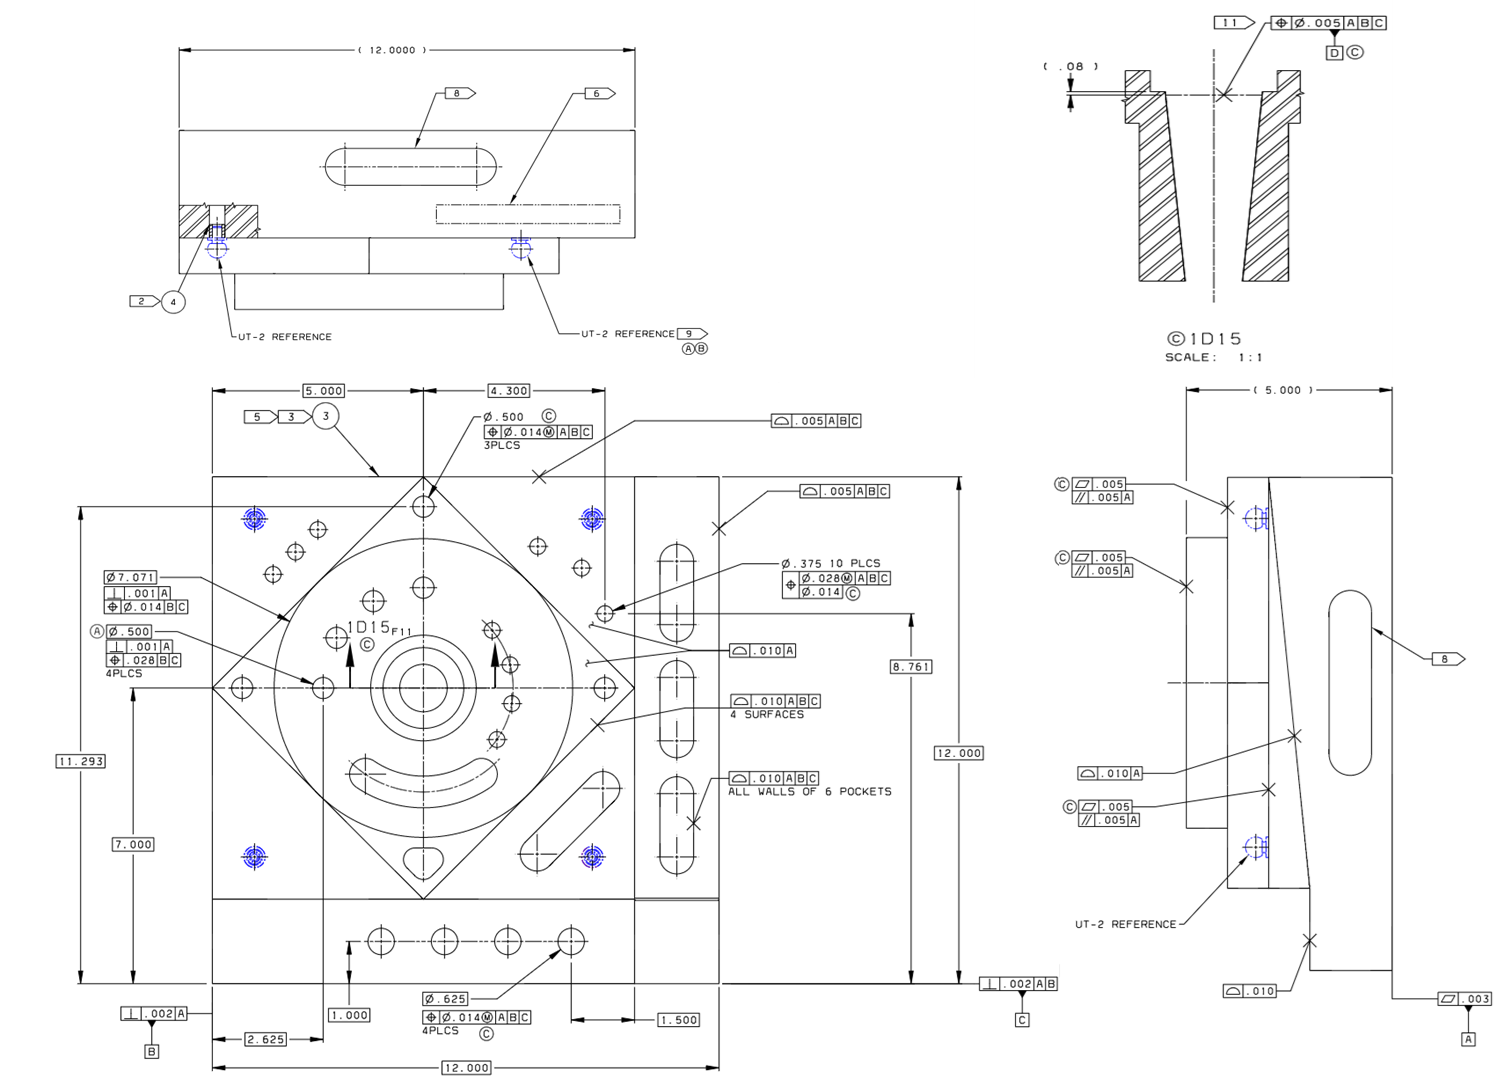 ( 12.0000 )
8
6
2 4
UT-2 REFERENCE
UT-2 REFERENCE 9
Ⓐ Ⓑ
11 ⌖ Ø.005 A B C
D Ⓒ
( .08 )
Ⓒ 1D15
SCALE: 1:1
5.000
4.300
5 3 3
Ø.500 Ⓒ
⌖ Ø.014 Ⓜ A B C
3PLCS
⌓ .005 A B C
⌓ .005 A B C
Ø.375 10 PLCS
⌖ Ø.028 Ⓜ A B C
Ø.014 Ⓒ
Ø7.071
⟂ .001 A
⌖ Ø.014 B C
Ⓐ Ø.500
⟂ .001 A
⌖ .028 B C
4PLCS
1D15 F11
Ⓒ
⌓ .010 A
8.761
⌓ .010 A B C
4 SURFACES
11.293
12.000
⌓ .010 A B C
ALL WALLS OF 6 POCKETS
7.000
⟂ .002 A
B
2.625
1.000
Ø.625
⌖ Ø.014 Ⓜ A B C
4PLCS Ⓒ
1.500
12.000
⟂ .002 A B
C
( 5.000 )
Ⓒ ⏥ .005
// .005 A
Ⓒ ⏥ .005
// .005 A
8
⌓ .010 A
Ⓒ ⏥ .005
// .005 A
UT-2 REFERENCE
⌓ .010
⏥ .003
A